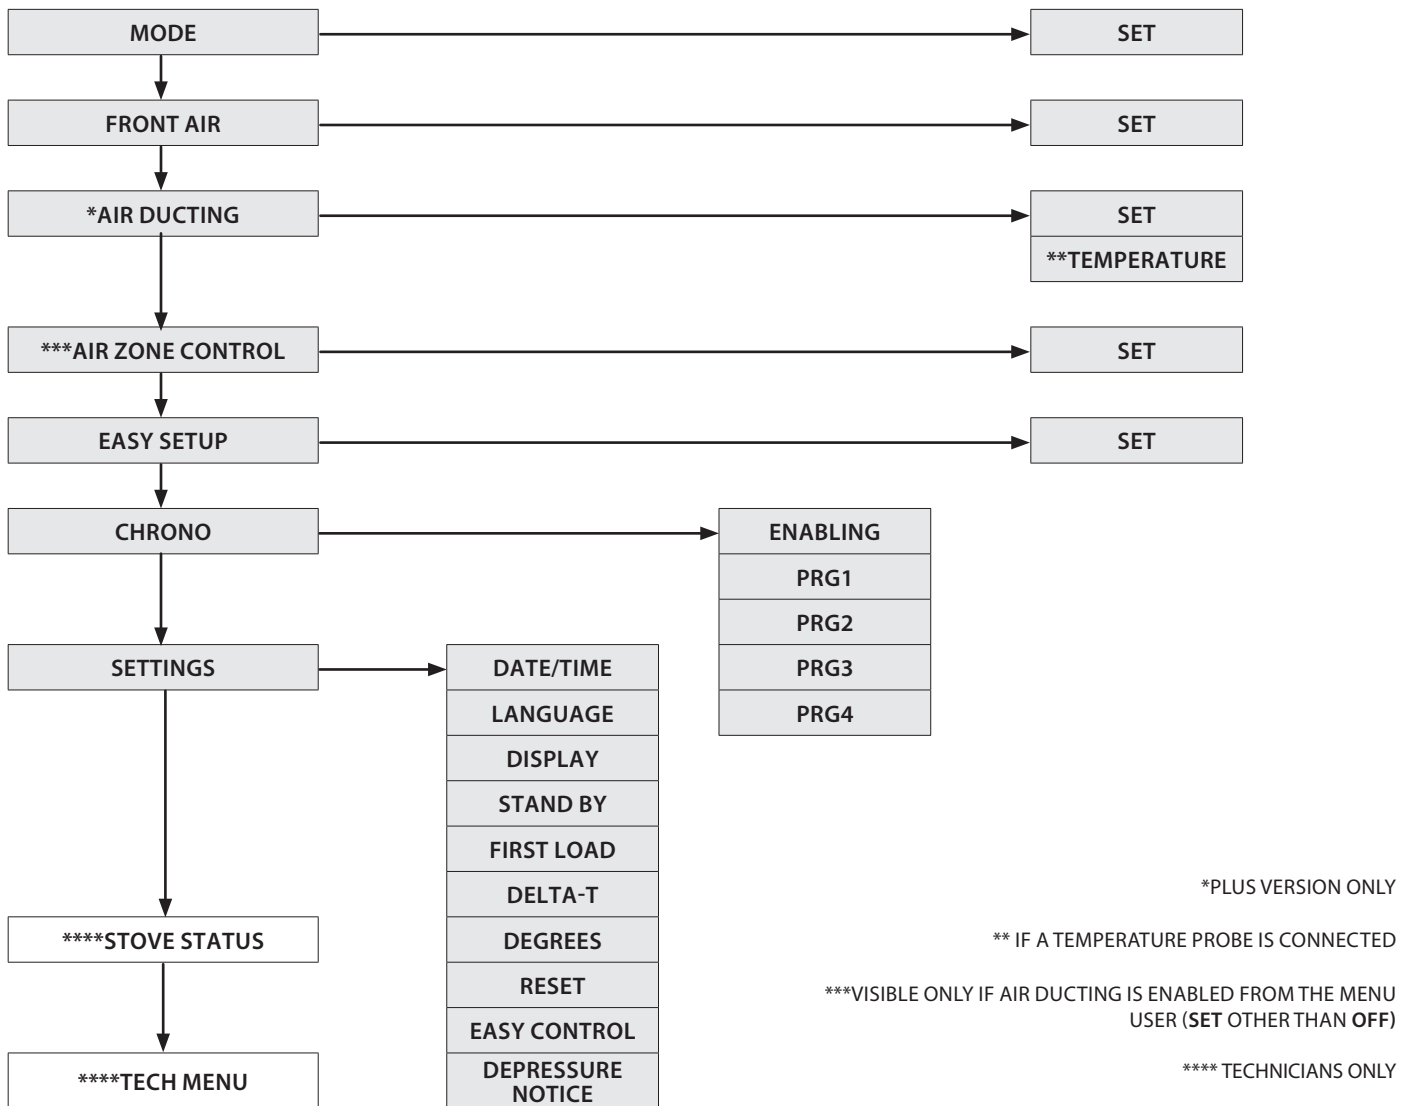 MODE
SET
FRONT AIR
SET
*AIR DUCTING
SET
**TEMPERATURE
***AIR ZONE CONTROL
SET
EASY SETUP
SET
CHRONO
ENABLING
PRG1
PRG2
PRG3
PRG4
SETTINGS
DATE/TIME
LANGUAGE
DISPLAY
STAND BY
FIRST LOAD
DELTA-T
DEGREES
RESET
EASY CONTROL
DEPRESSURE
NOTICE
****STOVE STATUS
****TECH MENU
*PLUS VERSION ONLY
** IF A TEMPERATURE PROBE IS CONNECTED
***VISIBLE ONLY IF AIR DUCTING IS ENABLED FROM THE MENU
USER (SET OTHER THAN OFF)
**** TECHNICIANS ONLY